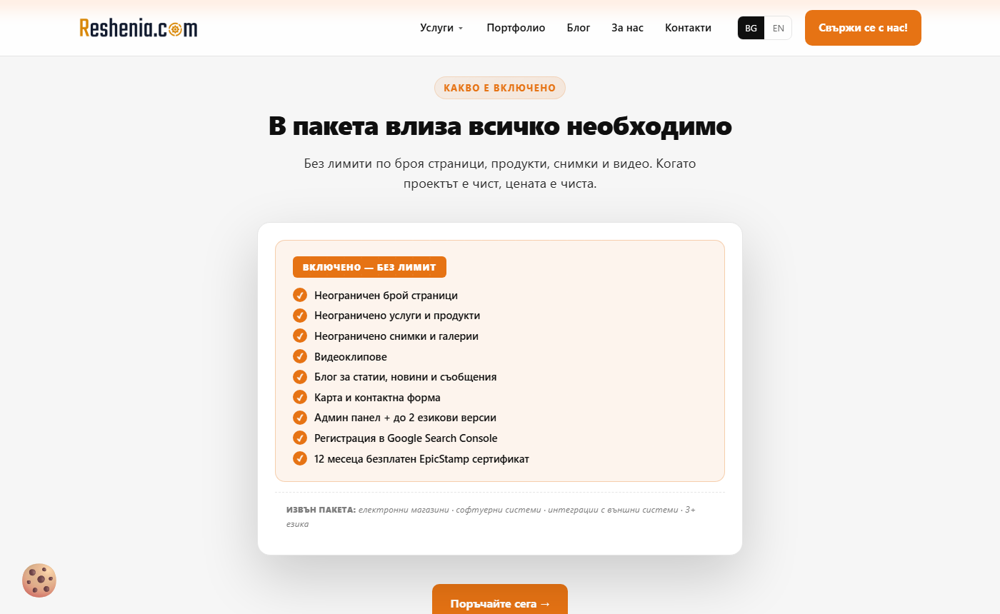 Reshenia.com
Услуги
Портфолио
Блог
За нас
Контакти
BG
EN
Свържи се с нас!
КАКВО Е ВКЛЮЧЕНО
В пакета влиза всичко необходимо
Без лимити по броя страници, продукти, снимки и видео. Когато
проектът е чист, цената е чиста.
ВКЛЮЧЕНО — БЕЗ ЛИМИТ
Неограничен брой страници
Неограничено услуги и продукти
Неограничено снимки и галерии
Видеоклипове
Блог за статии, новини и съобщения
Карта и контактна форма
Админ панел + до 2 езикови версии
Регистрация в Google Search Console
12 месеца безплатен EpicStamp сертификат
ИЗВЪН ПАКЕТА: електронни магазини · софтуерни системи · интеграции с външни системи · 3+
езика
Поръчайте сега →